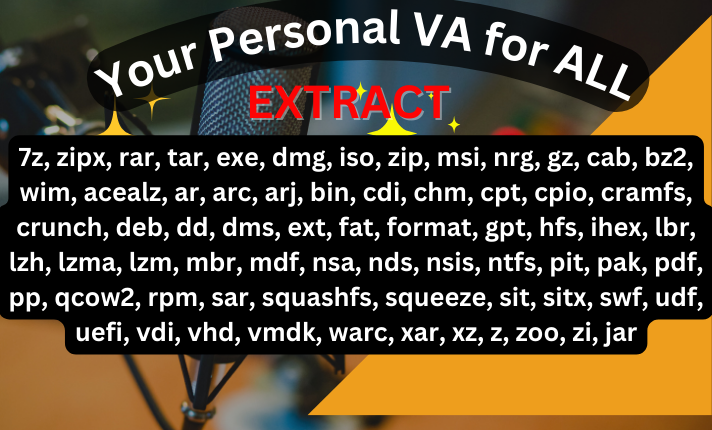 Your Personal VA for ALL
EXTRACT
7z, zipx, rar, tar, exe, dmg, iso, zip, msi, nrg, gz, cab, bz2,
wim, acealz, ar, arc, arj, bin, cdi, chm, cpt, cpio, cramfs,
crunch, deb, dd, dms, ext, fat, format, gpt, hfs, ihex, lbr,
lzh, lzma, lzm, mbr, mdf, nsa, nds, nsis, ntfs, pit, pak, pdf,
pp, qcow2, rpm, sar, squashfs, squeeze, sit, sitx, swf, udf,
uefi, vdi, vhd, vmdk, warc, xar, xz, z, zoo, zi, jar